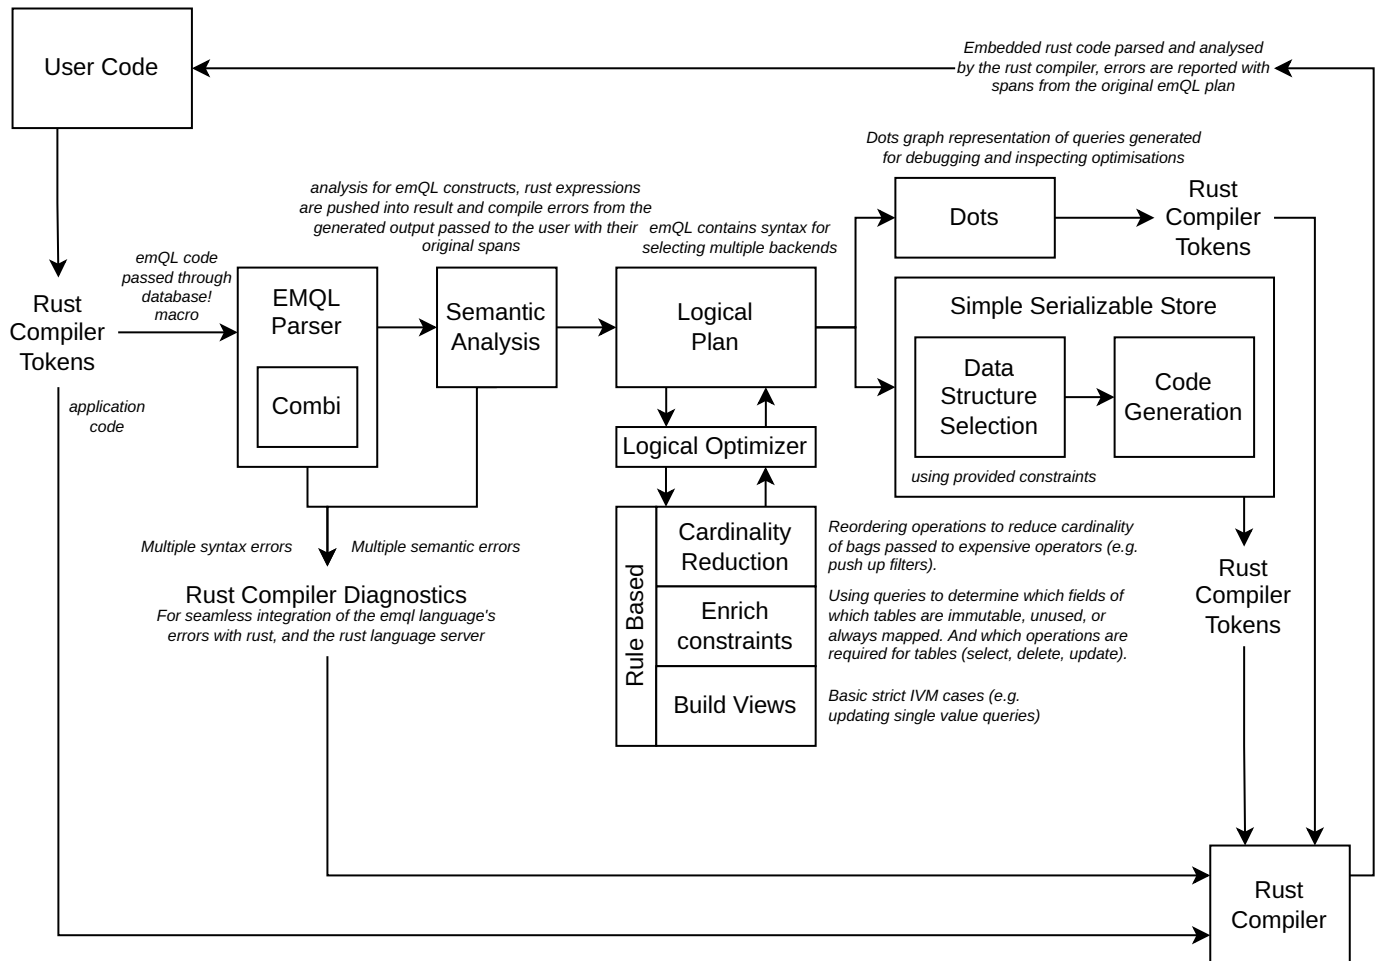 User Code
Embedded rust code parsed and analysed
by the rust compiler, errors are reported with
spans from the original emQL plan
Dots graph representation of queries generated
for debugging and inspecting optimisations
analysis for emQL constructs, rust expressions
are pushed into result and compile errors from the
generated output passed to the user with their
original spans
emQL contains syntax for
selecting multiple backends
Dots
Rust
Compiler
Tokens
emQL code
passed through
database!
macro
Rust
Compiler
Tokens
EMQL
Parser
Combi
Semantic
Analysis
Logical
Plan
Simple Serializable Store
Data
Structure
Selection
Code
Generation
using provided constraints
application
code
Logical Optimizer
Rule Based
Cardinality
Reduction
Reordering operations to reduce cardinality
of bags passed to expensive operators (e.g.
push up filters).
Enrich
constraints
Using queries to determine which fields of
which tables are immutable, unused, or
always mapped. And which operations are
required for tables (select, delete, update).
Build Views
Basic strict IVM cases (e.g.
updating single value queries)
Multiple syntax errors
Multiple semantic errors
Rust Compiler Diagnostics
For seamless integration of the emql language's
errors with rust, and the rust language server
Rust
Compiler
Tokens
Rust
Compiler